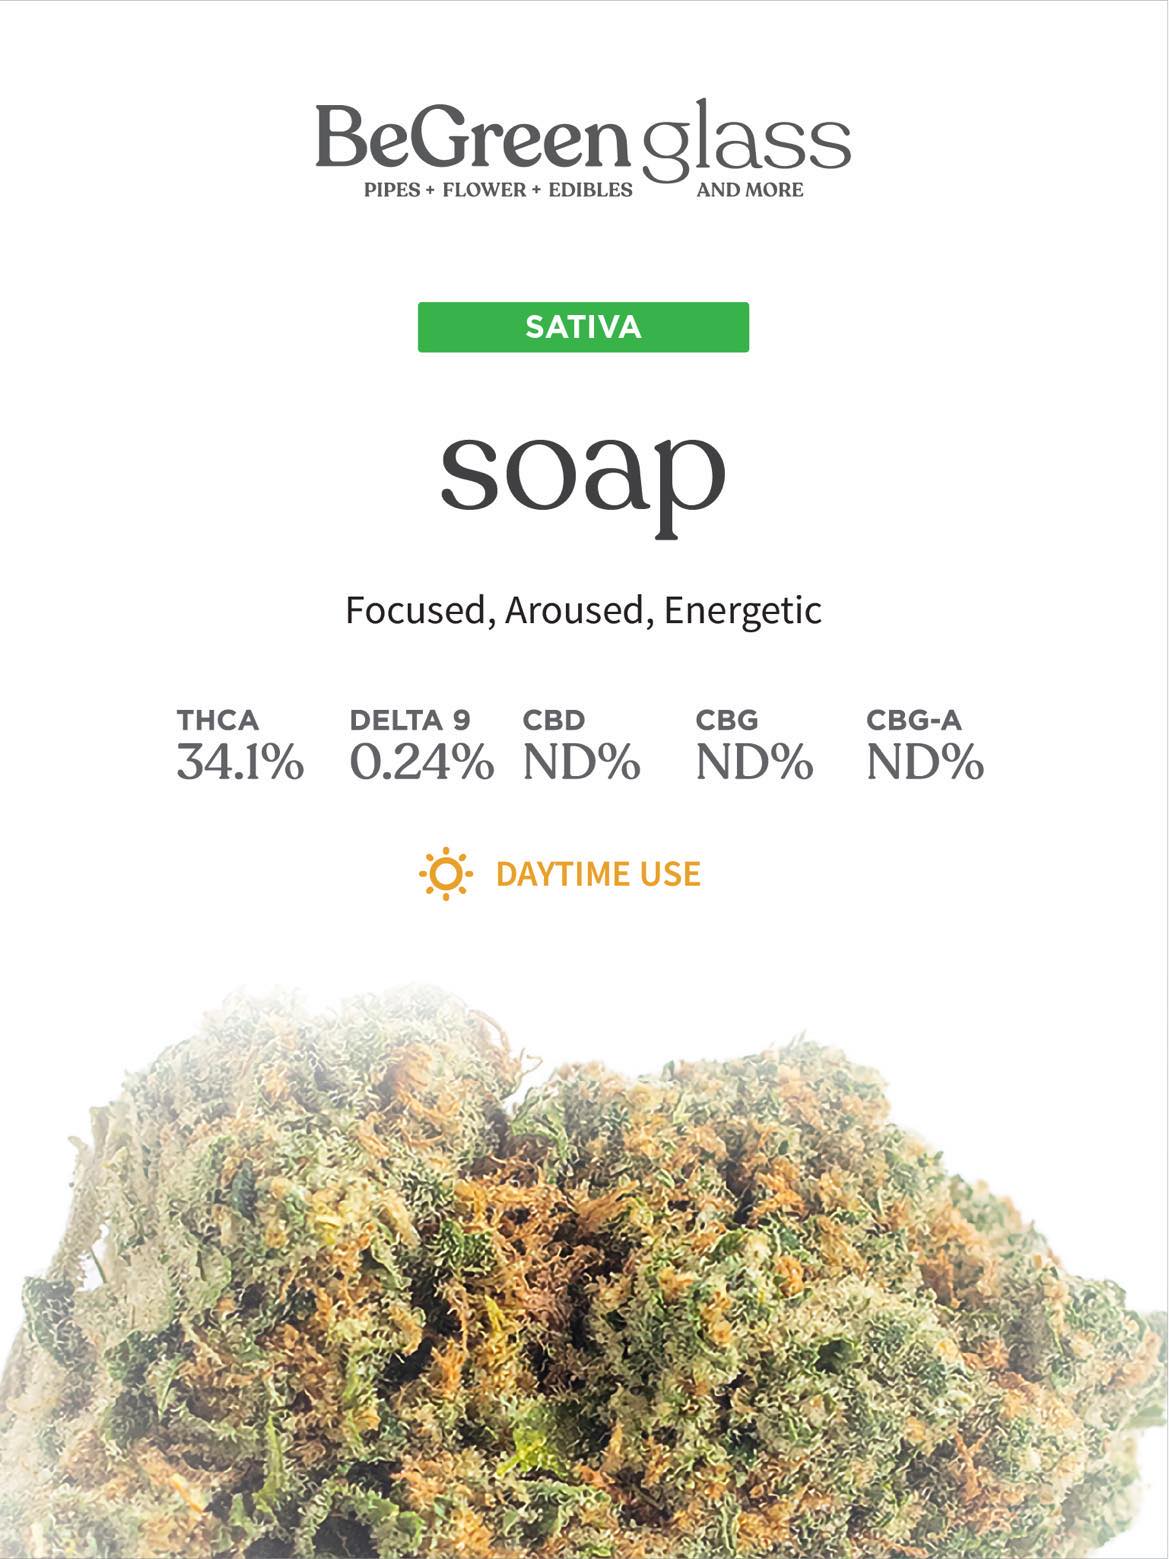 BeGreen glass
PIPES + FLOWER + EDIBLES AND MORE
SATIVA
soap
Focused, Aroused, Energetic
THCA DELTA 9 CBD CBG CBG-A
34.1% 0.24% ND% ND% ND%
DAYTIME USE